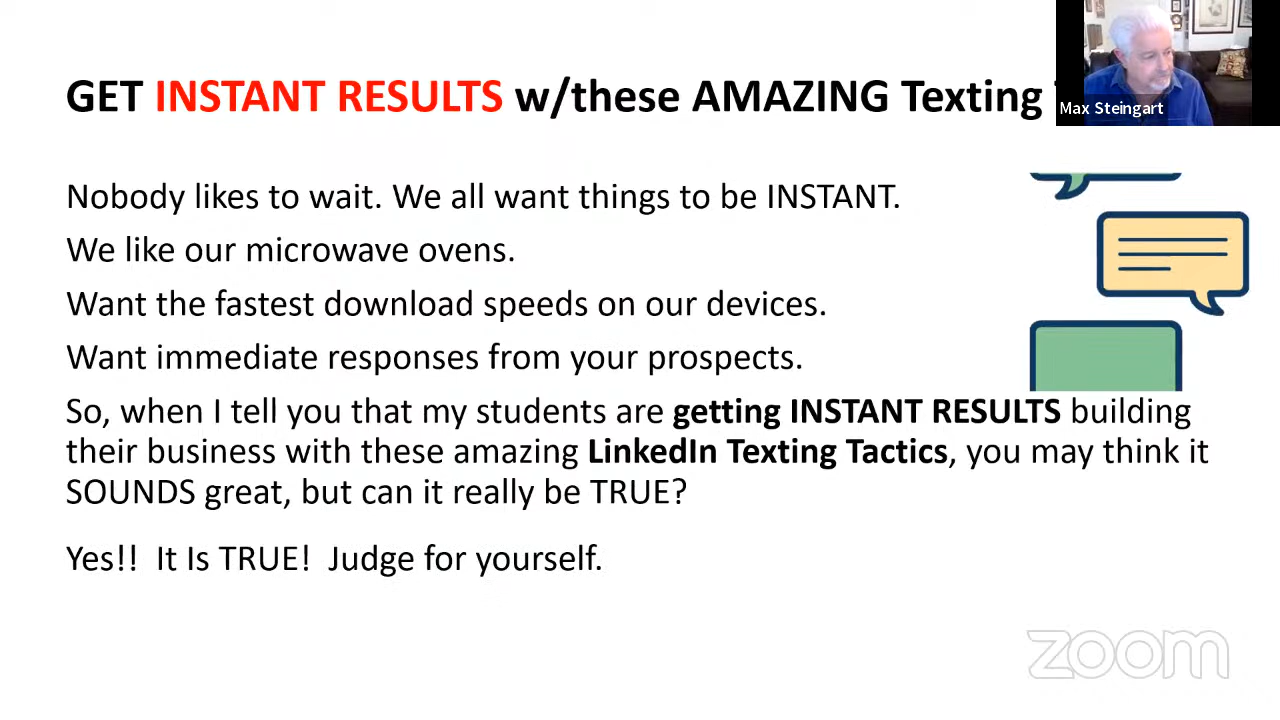 GET INSTANT RESULTS w/these AMAZING Texting
Max Steingart
Nobody likes to wait. We all want things to be INSTANT.
We like our microwave ovens.
Want the fastest download speeds on our devices.
Want immediate responses from your prospects.
So, when I tell you that my students are getting INSTANT RESULTS building
their business with these amazing LinkedIn Texting Tactics, you may think it
SOUNDS great, but can it really be TRUE?
Yes!! It Is TRUE! Judge for yourself.
zoom